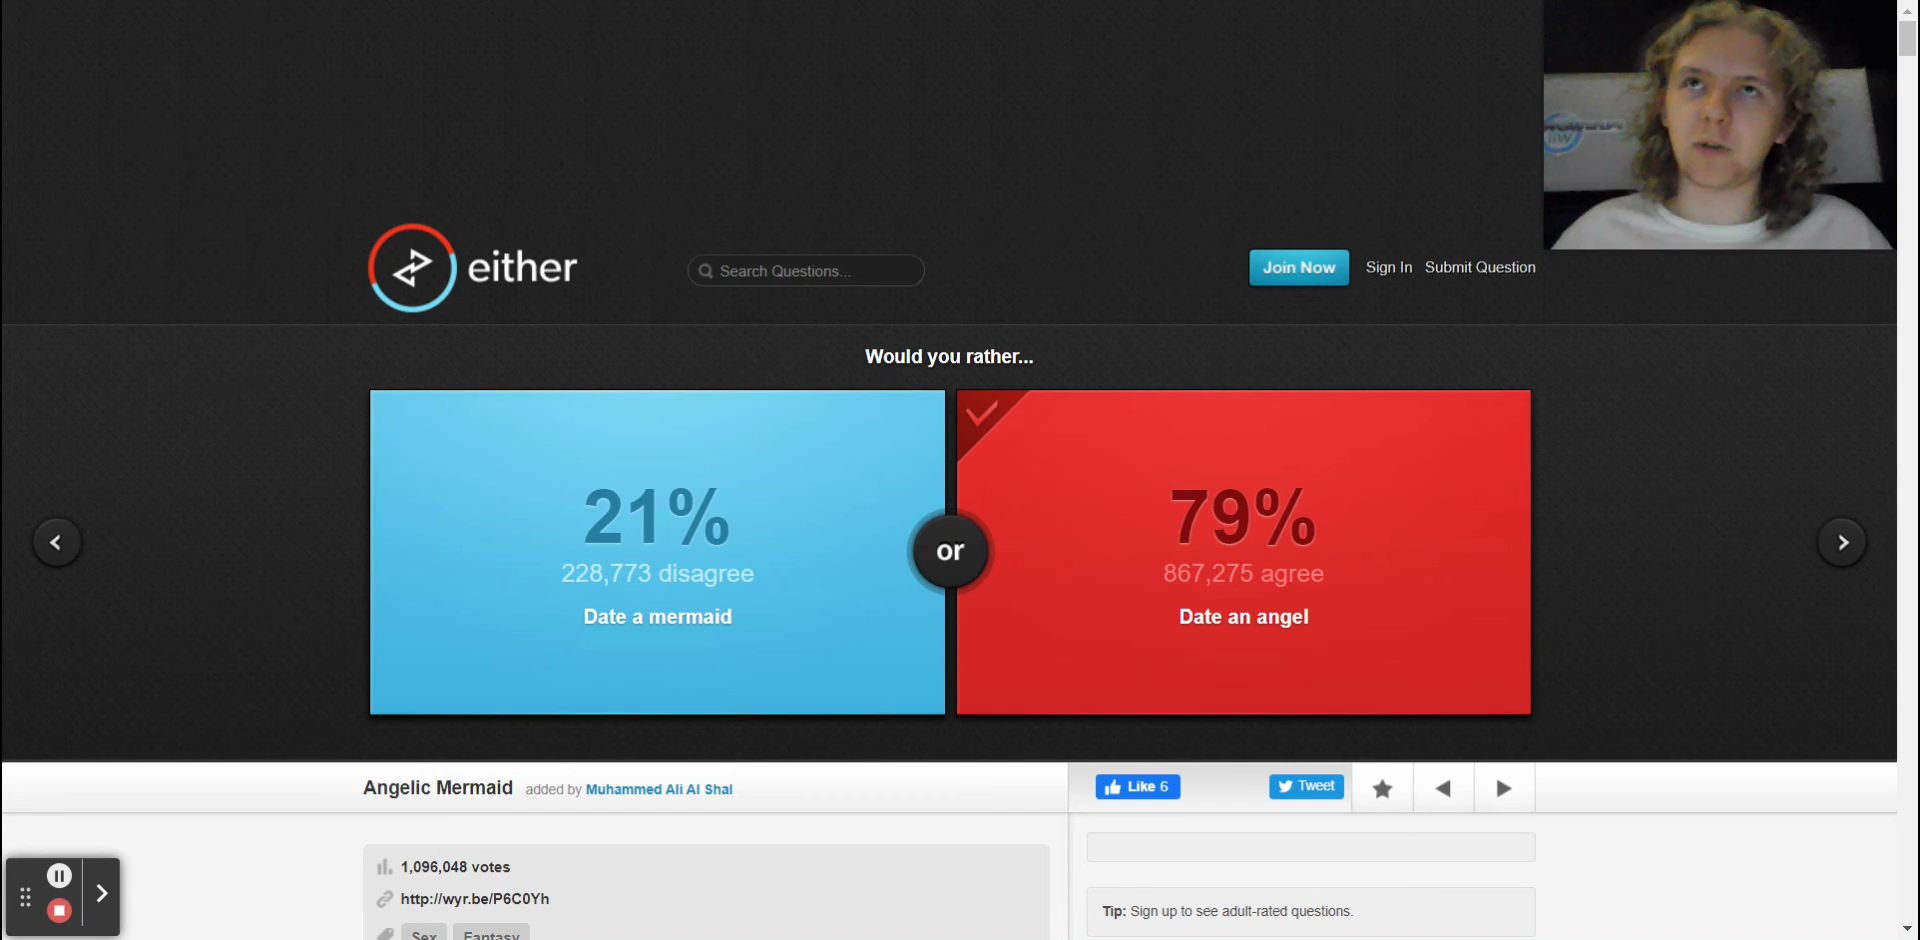 either
Search Questions...
Join Now
Sign In
Submit Question
Would you rather...
21%
228,773 disagree
Date a mermaid
or
79%
867,275 agree
Date an angel
Angelic Mermaid added by Muhammed Ali Al Shal
Like 6
Tweet
1,096,048 votes
http://wyr.be/P6C0Yh
Sex
Fantasy
Tip: Sign up to see adult-rated questions.